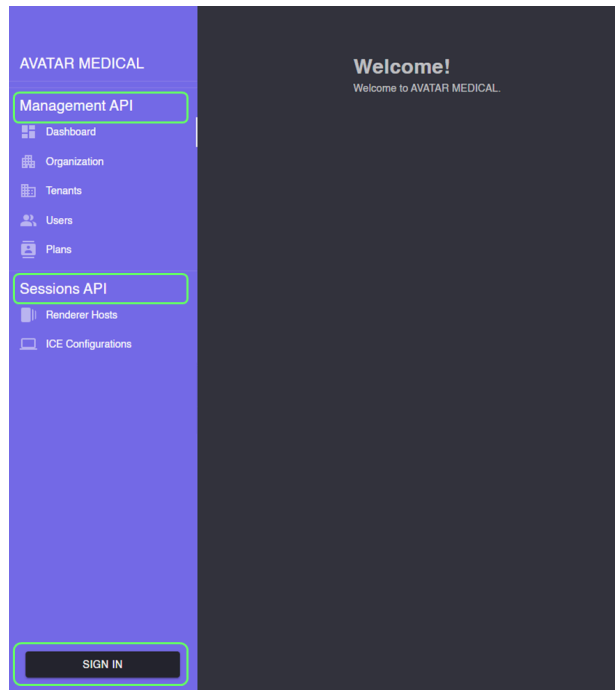 AVATAR MEDICAL
Management API
Dashboard
Organization
Tenants
Users
Plans
Sessions API
Renderer Hosts
ICE Configurations
SIGN IN
Welcome!
Welcome to AVATAR MEDICAL.